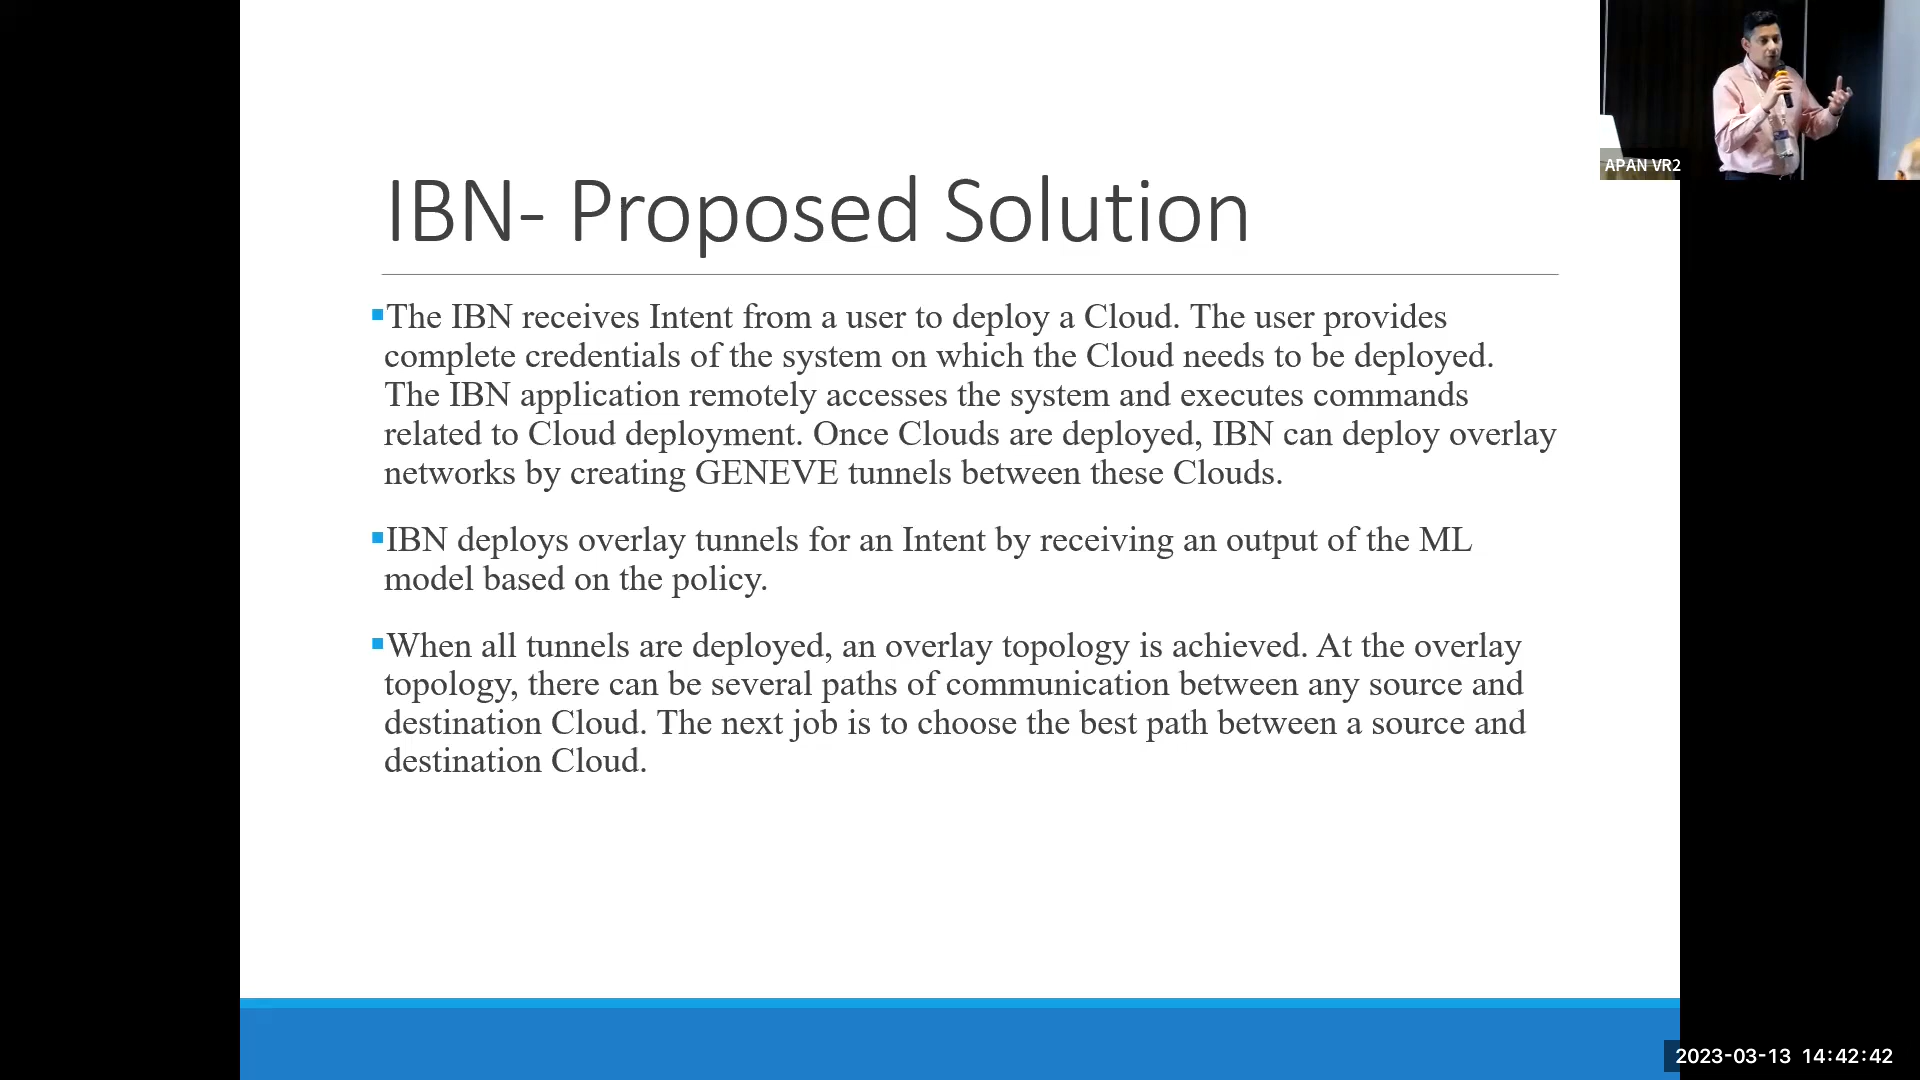 APAN VR2
IBN- Proposed Solution
▪The IBN receives Intent from a user to deploy a Cloud. The user provides
complete credentials of the system on which the Cloud needs to be deployed.
The IBN application remotely accesses the system and executes commands
related to Cloud deployment. Once Clouds are deployed, IBN can deploy overlay
networks by creating GENEVE tunnels between these Clouds.
▪IBN deploys overlay tunnels for an Intent by receiving an output of the ML
model based on the policy.
▪When all tunnels are deployed, an overlay topology is achieved. At the overlay
topology, there can be several paths of communication between any source and
destination Cloud. The next job is to choose the best path between a source and
destination Cloud.
2023-03-13 14:42:42